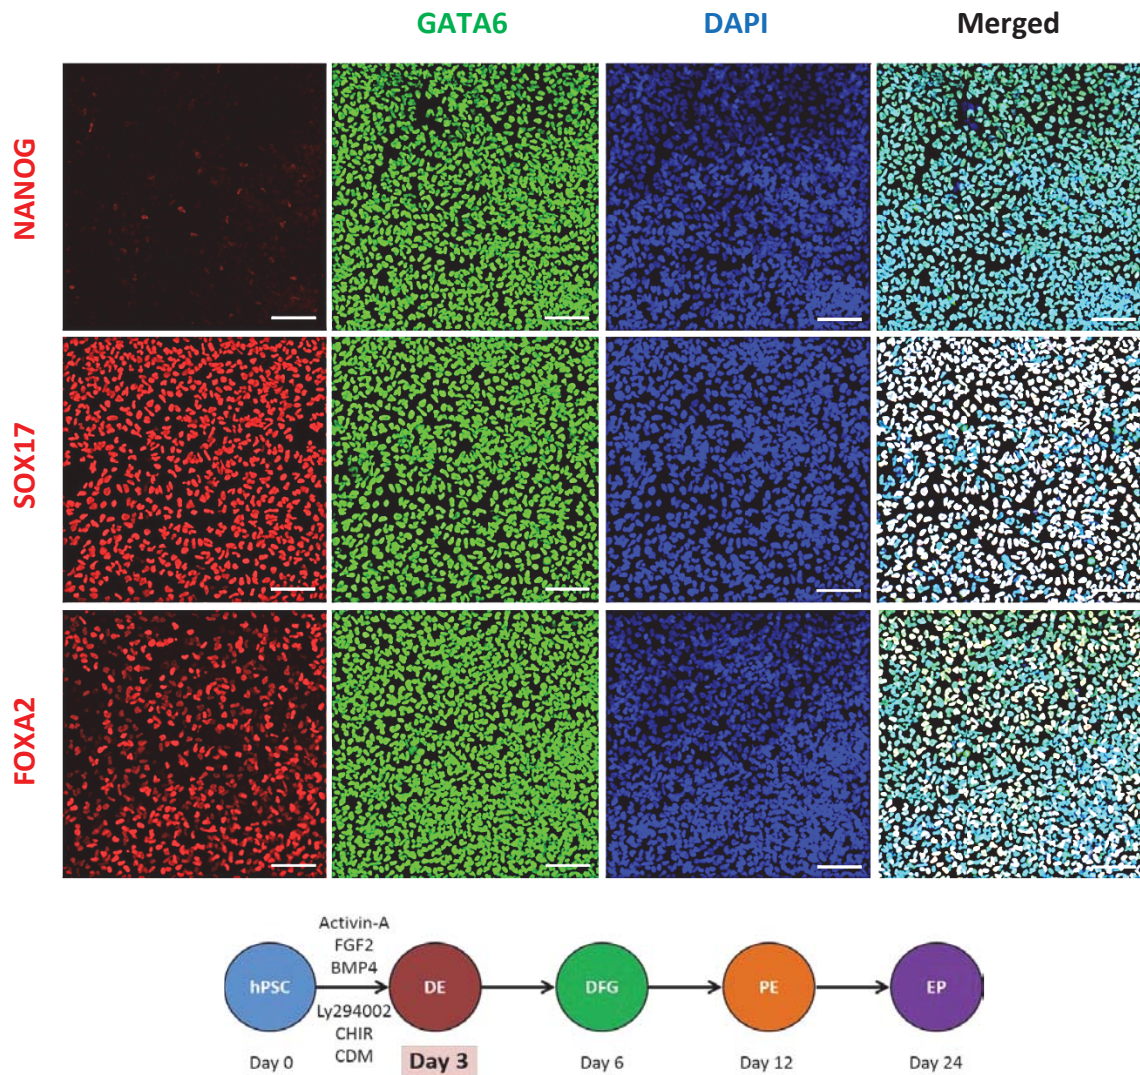 GATA6 DAPI Merged
NANOG
SOX17
FOXA2
Activin-A
FGF2
BMP4
hPSC DE DFG PE EP
Ly294002
CHIR
CDM
Day 0 Day 3 Day 6 Day 12 Day 24